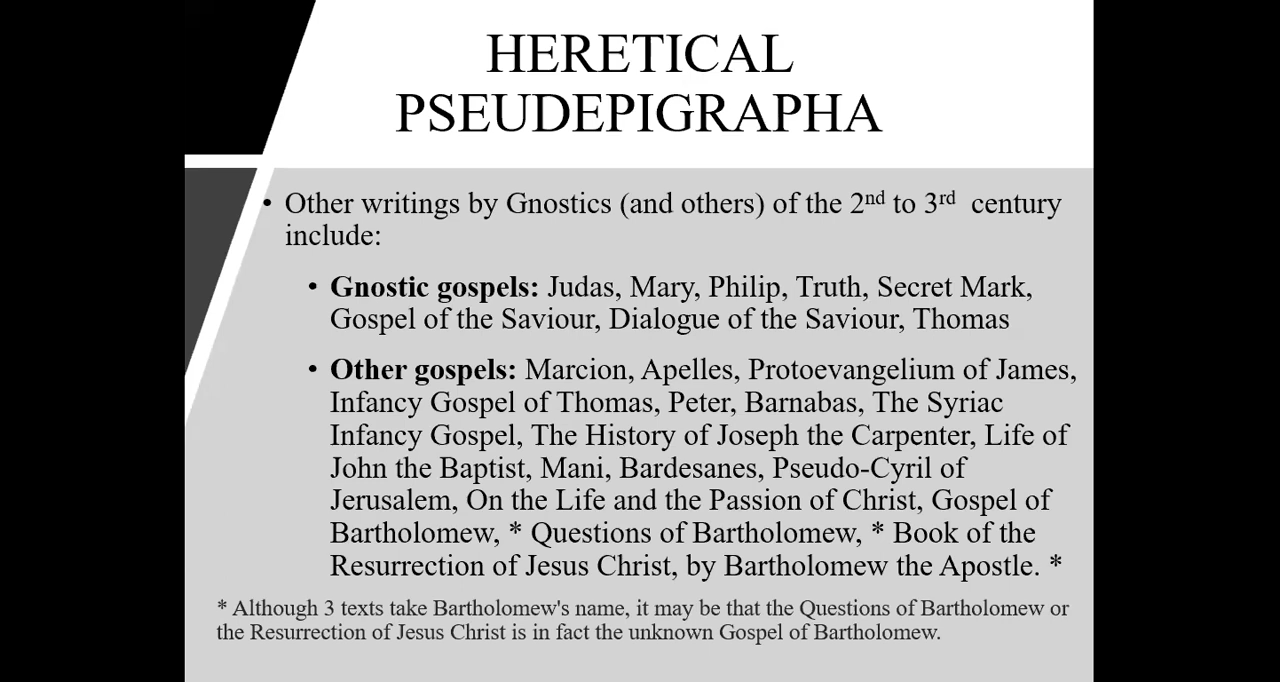 HERETICAL
PSEUDEPIGRAPHA
• Other writings by Gnostics (and others) of the 2nd to 3rd century
include:
• Gnostic gospels: Judas, Mary, Philip, Truth, Secret Mark,
Gospel of the Saviour, Dialogue of the Saviour, Thomas
• Other gospels: Marcion, Apelles, Protoevangelium of James,
Infancy Gospel of Thomas, Peter, Barnabas, The Syriac
Infancy Gospel, The History of Joseph the Carpenter, Life of
John the Baptist, Mani, Bardesanes, Pseudo-Cyril of
Jerusalem, On the Life and the Passion of Christ, Gospel of
Bartholomew, * Questions of Bartholomew, * Book of the
Resurrection of Jesus Christ, by Bartholomew the Apostle. *
* Although 3 texts take Bartholomew's name, it may be that the Questions of Bartholomew or
the Resurrection of Jesus Christ is in fact the unknown Gospel of Bartholomew.